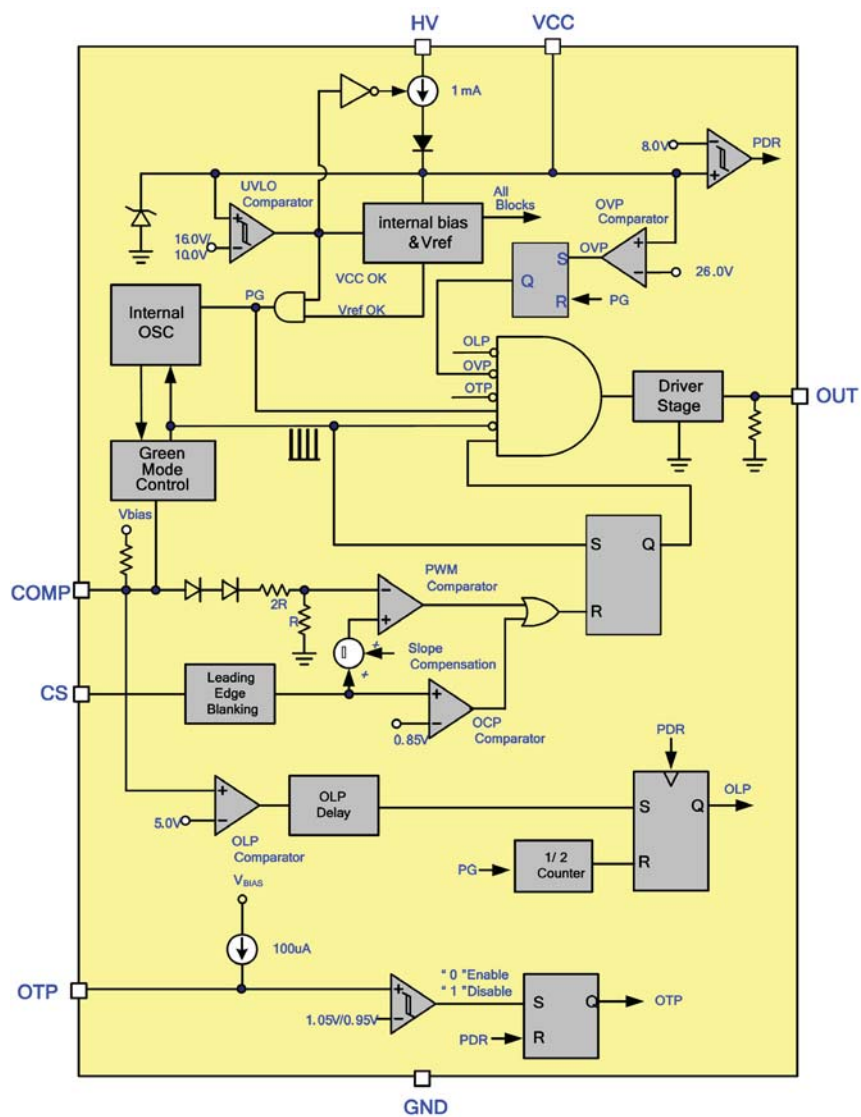 HV
VCC
1mA
8.0V
PDR
UVLO
Comparator
All
Blocks
OVP
Comparator
internal bias
& Vref
16.0V/
10.0V
OVP
S
Q
R
26.0V
VCC OK
PG
PG
Vref OK
Internal
OSC
OLP
OVP
OTP
Driver
Stage
OUT
Green
Mode
Control
Vbias
S
Q
R
COMP
2R
R
PWM
Comparator
Slope
Compensation
+
+
CS
Leading
Edge
Blanking
0.85V
OCP
Comparator
PDR
OLP
Delay
S
Q
OLP
5.0V
OLP
Comparator
PG
1/2
Counter
R
VBIAS
100uA
OTP
"0"Enable
"1"Disable
1.05V/0.95V
S
Q
OTP
PDR
R
GND